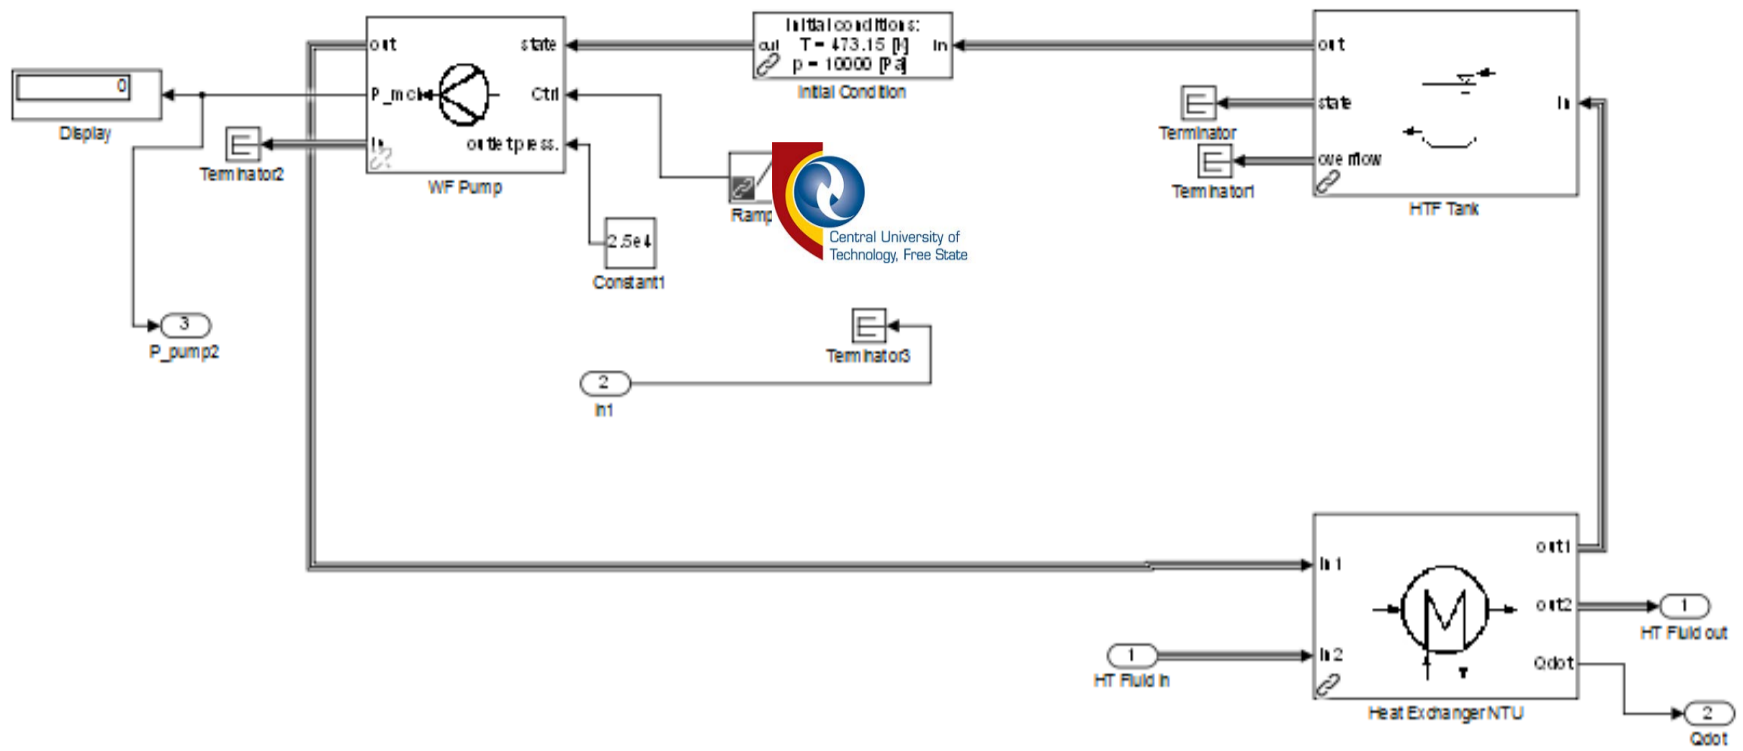 out
state
P_mch
Ctrl
In
outletpress.
WF Pump
0
Display
Terminator2
Initial conditions:
out T = 473.15 [K] In
p = 10000 [Pa]
Initial Condition
out
state
In
overflow
HTF Tank
Terminator
Terminator1
Ramp
Central University of
Technology, Free State
2.5e4
Constant1
3
P_pump2
Terminator3
2
In1
In1
out1
out2
In2
Qdot
Heat Exchanger NTU
1
HT Fluid in
1
HT Fluid out
2
Qdot